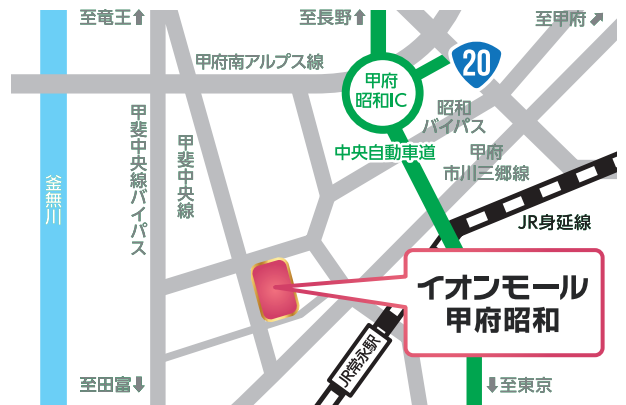 至竜王⬆
至長野⬆
至甲府⬈
甲府南アルプス線
甲府
昭和IC
20
昭和
バイパス
中央自動車道
甲府
市川三郷線
甲斐中央線バイパス
甲斐中央線
釜無川
JR身延線
イオンモール
甲府昭和
JR常永駅
至田富⬇
⬇至東京